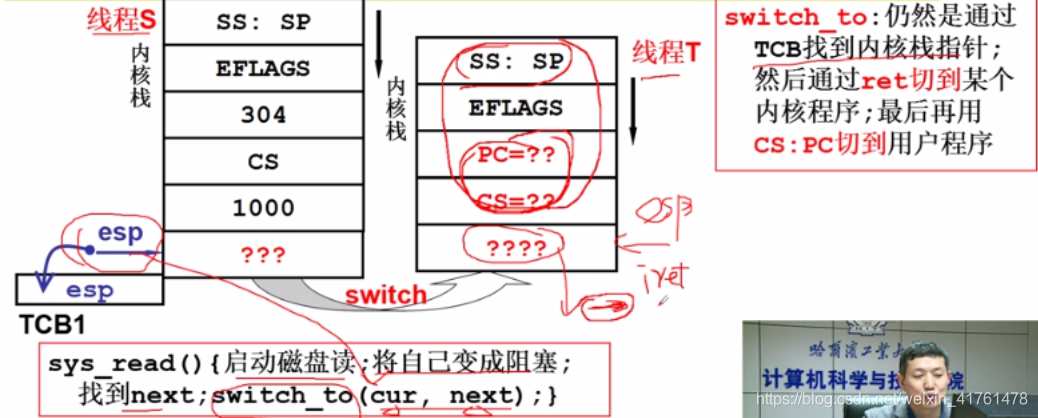 线程S
内核栈
SS: SP
EFLAGS
304
CS
1000
???
esp
esp
TCB1
switch
内核栈
线程T
SS: SP
EFLAGS
PC=??
CS=??
????
esp
iret
switch_to:仍然是通过
TCB找到内核栈指针;
然后通过ret切到某个
内核程序;最后再用
CS:PC切到用户程序
sys_read(){启动磁盘读;将自己变成阻塞;
找到next;switch_to(cur, next);}
哈尔滨工业大
计算机科学与技 院
https://blog.csdn.net/weixin_41761478